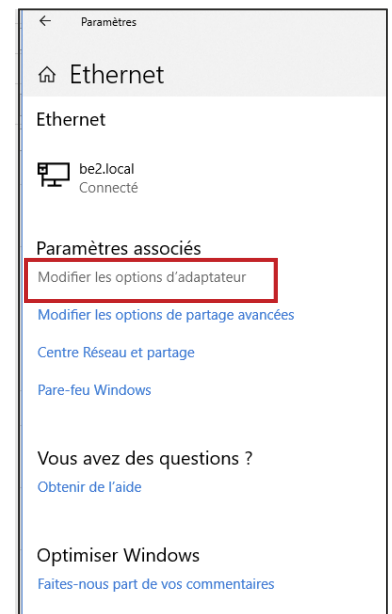 Paramètres
Ethernet
Ethernet
be2.local
Connecté
Paramètres associés
Modifier les options d'adaptateur
Modifier les options de partage avancées
Centre Réseau et partage
Pare-feu Windows
Vous avez des questions ?
Obtenir de l'aide
Optimiser Windows
Faites-nous part de vos commentaires